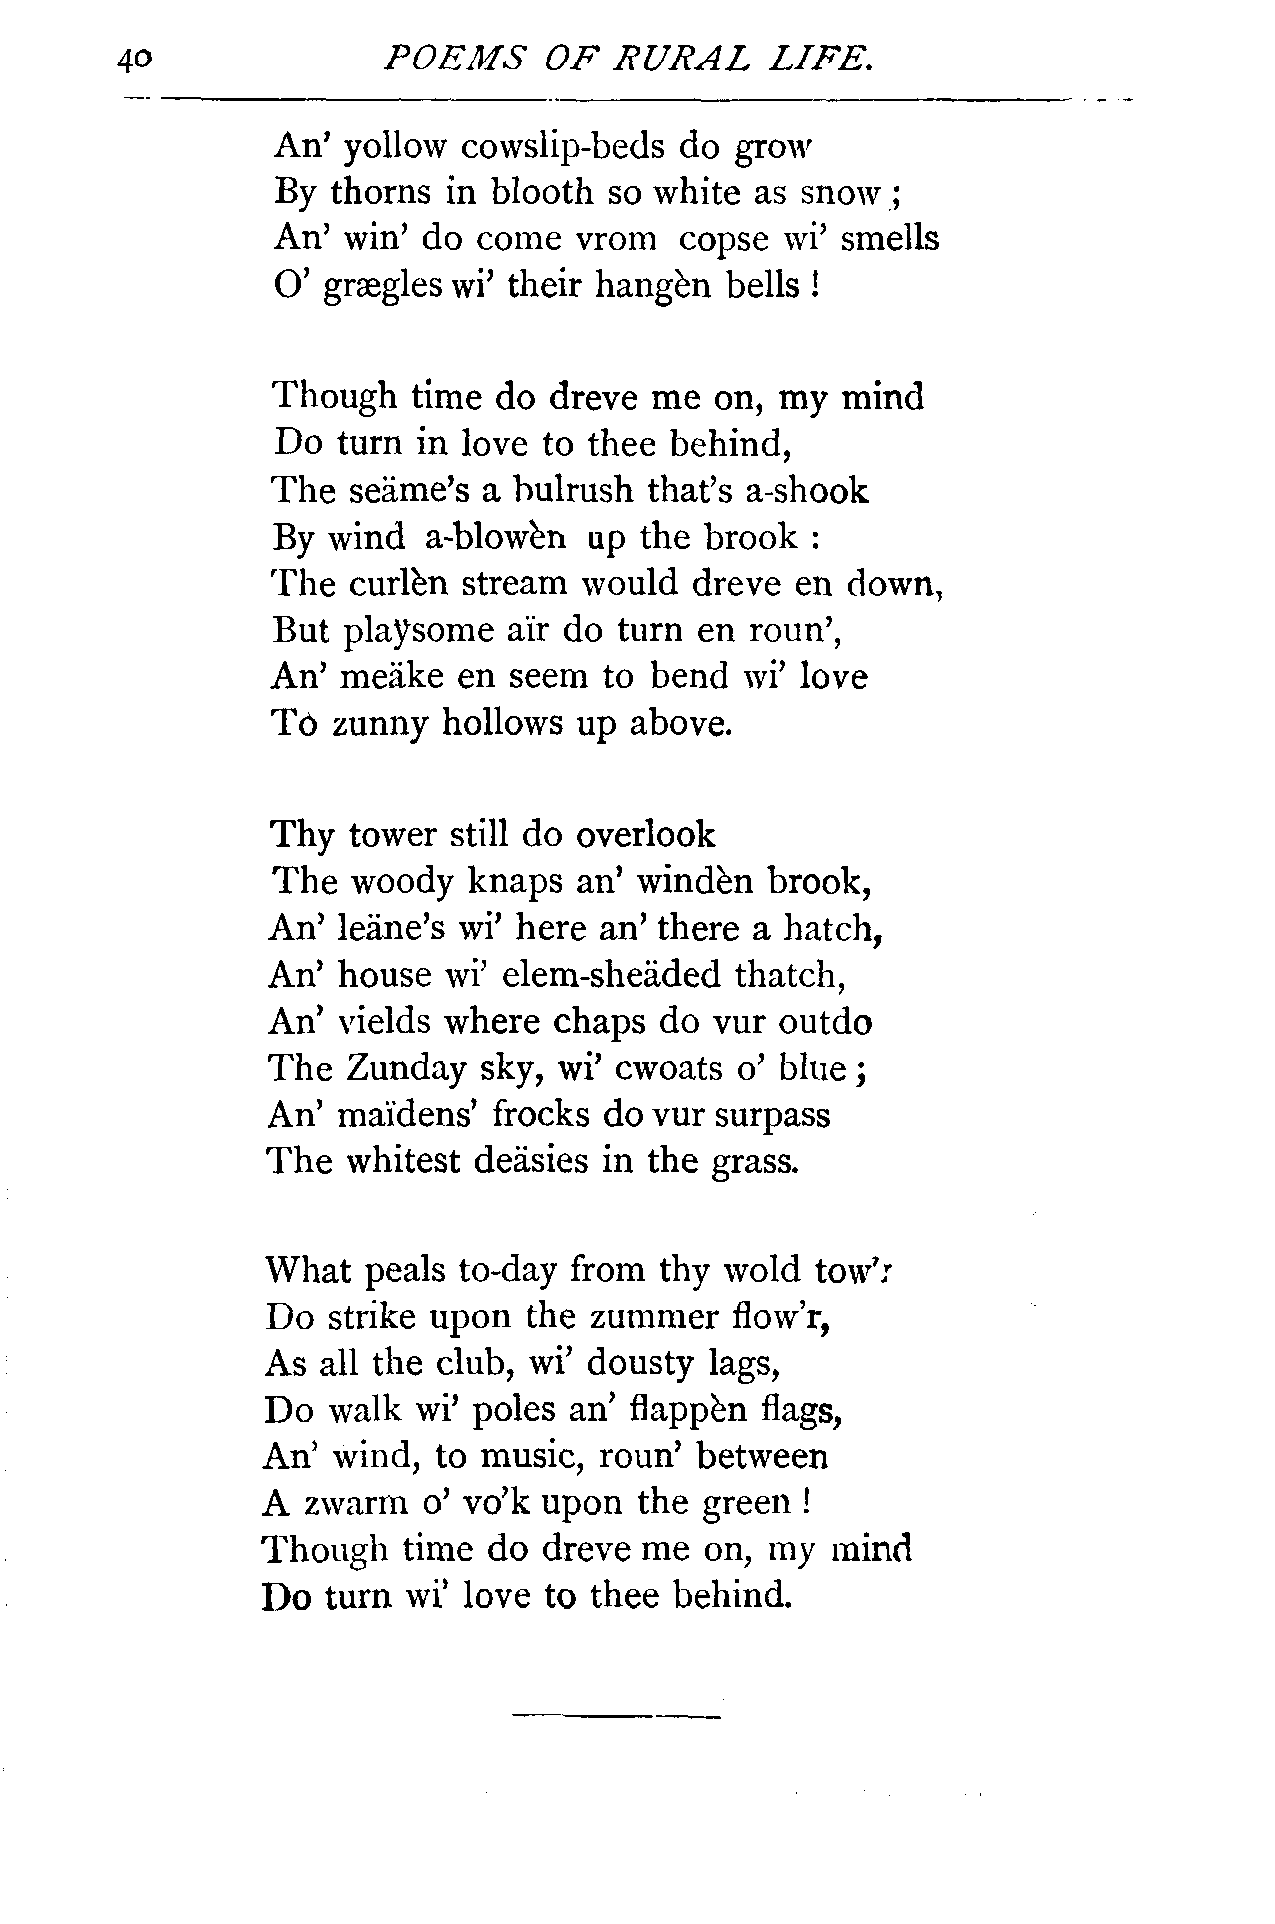 40 POEMS OF RURAL LIFE.
An' yollow cowslip-beds do grow
By thorns in blooth so white as snow ;
An' win' do come vrom copse wi' smells
O' grægles wi' their hangèn bells !
Though time do dreve me on, my mind
Do turn in love to thee behind,
The seäme's a bulrush that's a-shook
By wind a-blowèn up the brook :
The curlèn stream would dreve en down,
But plaÿsome aïr do turn en roun',
An' meäke en seem to bend wi' love
To zunny hollows up above.
Thy tower still do overlook
The woody knaps an' windèn brook,
An' leäne's wi' here an' there a hatch,
An' house wi' elem-sheäded thatch,
An' vields where chaps do vur outdo
The Zunday sky, wi' cwoats o' blue ;
An' maïdens' frocks do vur surpass
The whitest deäsies in the grass.
What peals to-day from thy wold tow'r
Do strike upon the zummer flow'r,
As all the club, wi' dousty lags,
Do walk wi' poles an' flappèn flags,
An' wind, to music, roun' between
A zwarm o' vo'k upon the green !
Though time do dreve me on, my mind
Do turn wi' love to thee behind.